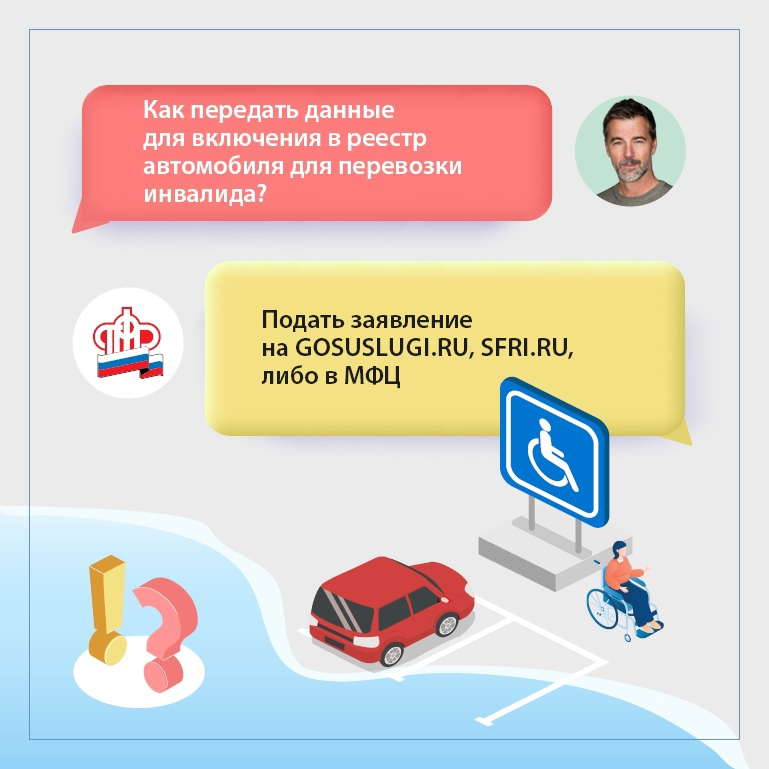 Как передать данные
для включения в реестр
автомобиля для перевозки
инвалида?
Подать заявление
на GOSUSLUGI.RU, SFRI.RU,
либо в МФЦ